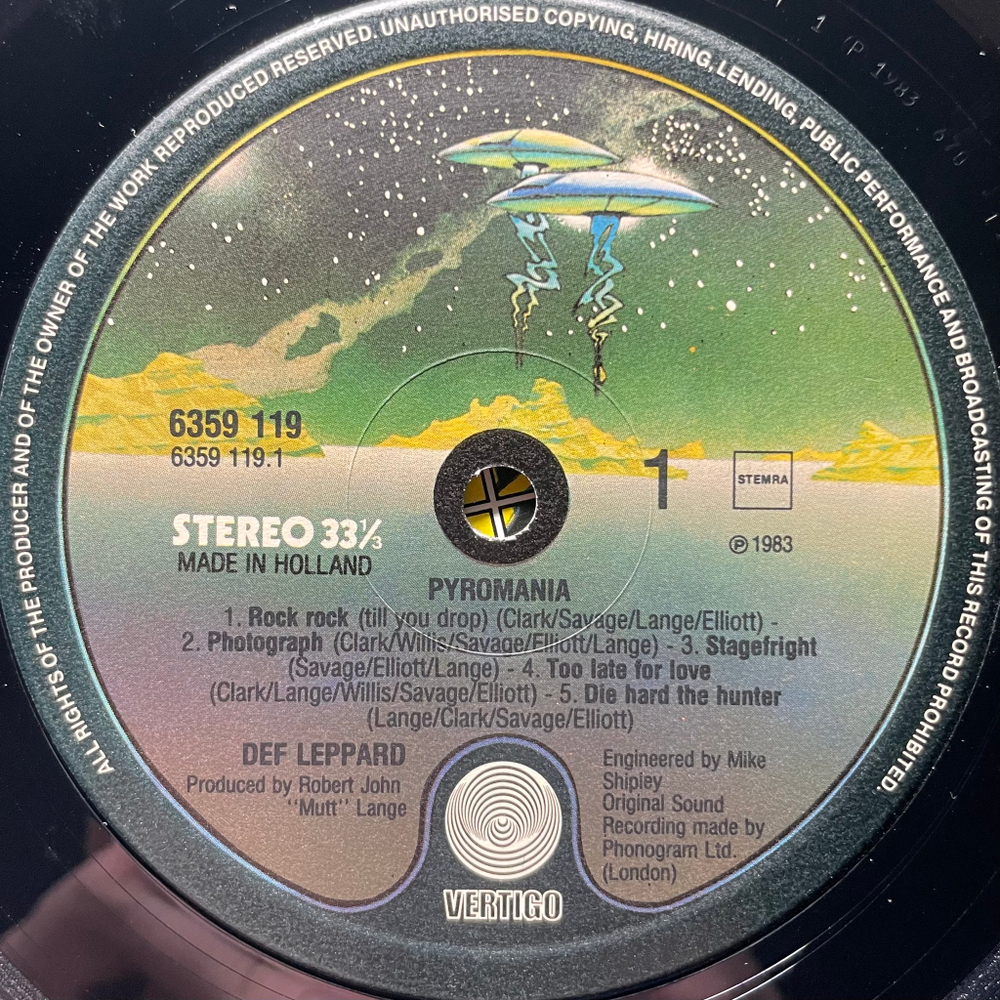 ALL RIGHTS OF THE PRODUCER AND OF THE OWNER OF THE WORK REPRODUCED RESERVED. UNAUTHORISED COPYING, HIRING, LENDING, PUBLIC PERFORMANCE AND BROADCASTING OF THIS RECORD PROHIBITED.
1 ℗ 1983
670
6359 119
6359 119.1
1
STEMRA
STEREO 33⅓
MADE IN HOLLAND
℗ 1983
PYROMANIA
1. Rock rock (till you drop) (Clark/Savage/Lange/Elliott) -
2. Photograph (Clark/Willis/Savage/Elliott/Lange) - 3. Stagefright
(Savage/Elliott/Lange) - 4. Too late for love
(Clark/Lange/Willis/Savage/Elliott) - 5. Die hard the hunter
(Lange/Clark/Savage/Elliott)
DEF LEPPARD
Produced by Robert John
"Mutt" Lange
Engineered by Mike
Shipley
Original Sound
Recording made by
Phonogram Ltd.
(London)
VERTIGO